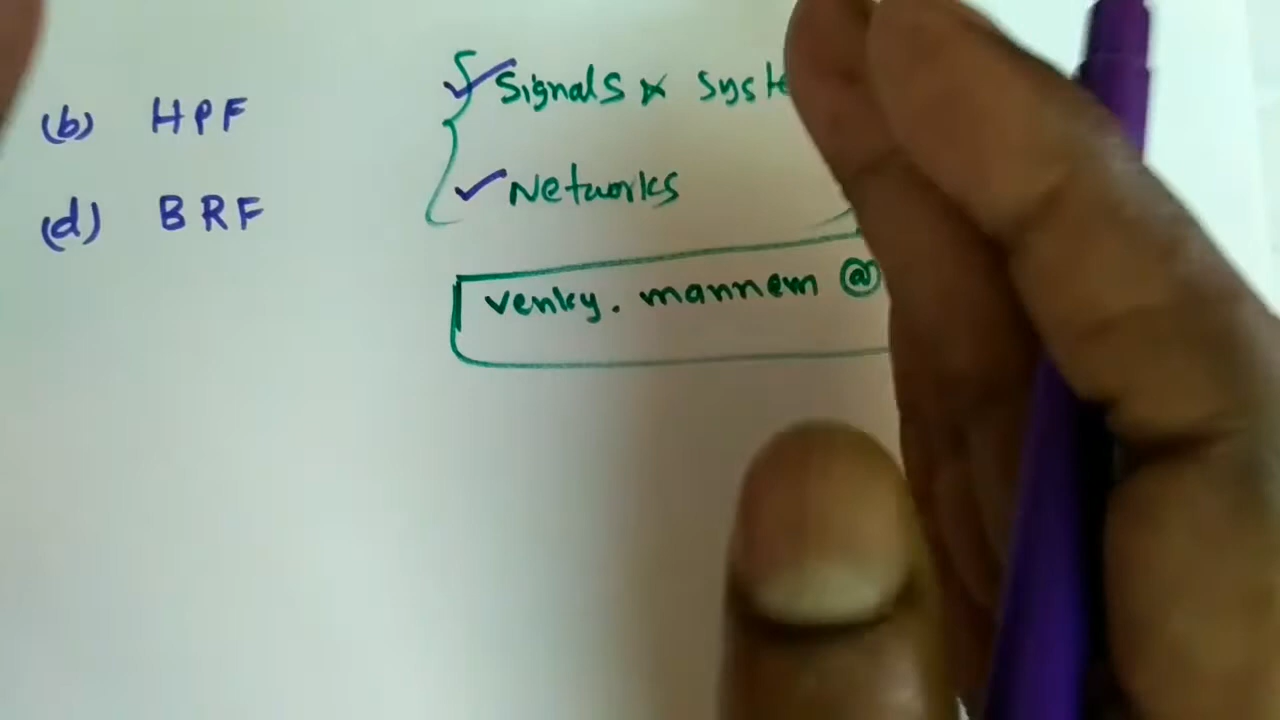 (b) HPF
(d) BRF
Signals & syste
Networks
venky.mannem @